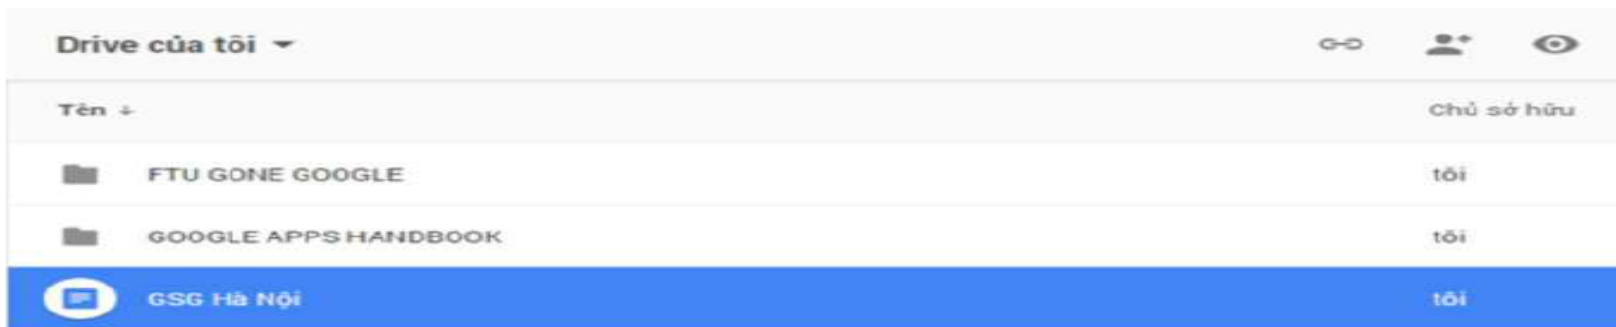 Drive của tôi
Tên Chủ sở hữu
FTU GONE GOOGLE tôi
GOOGLE APPS HANDBOOK tôi
GSG Hà Nội tôi